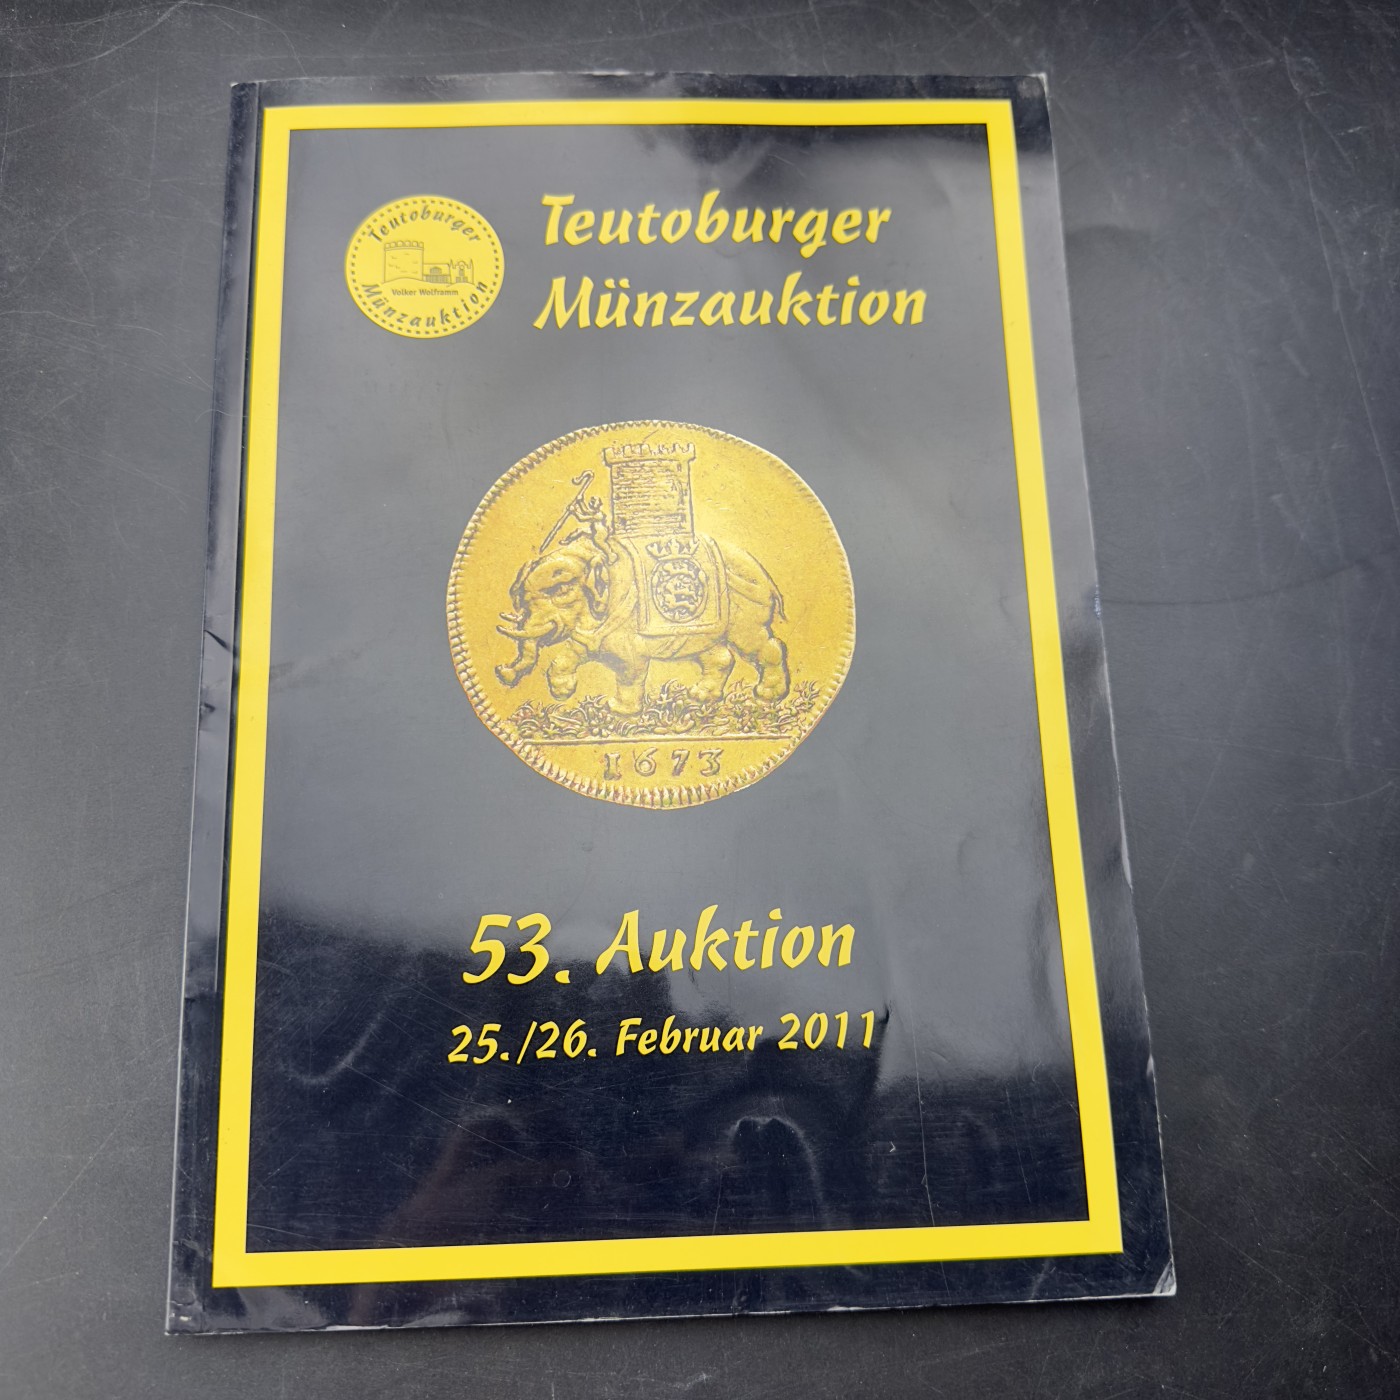 Teutoburger
Münzauktion
Volker Wolframm
Teutoburger
Münzauktion
1673
53. Auktion
25./26. Februar 2011